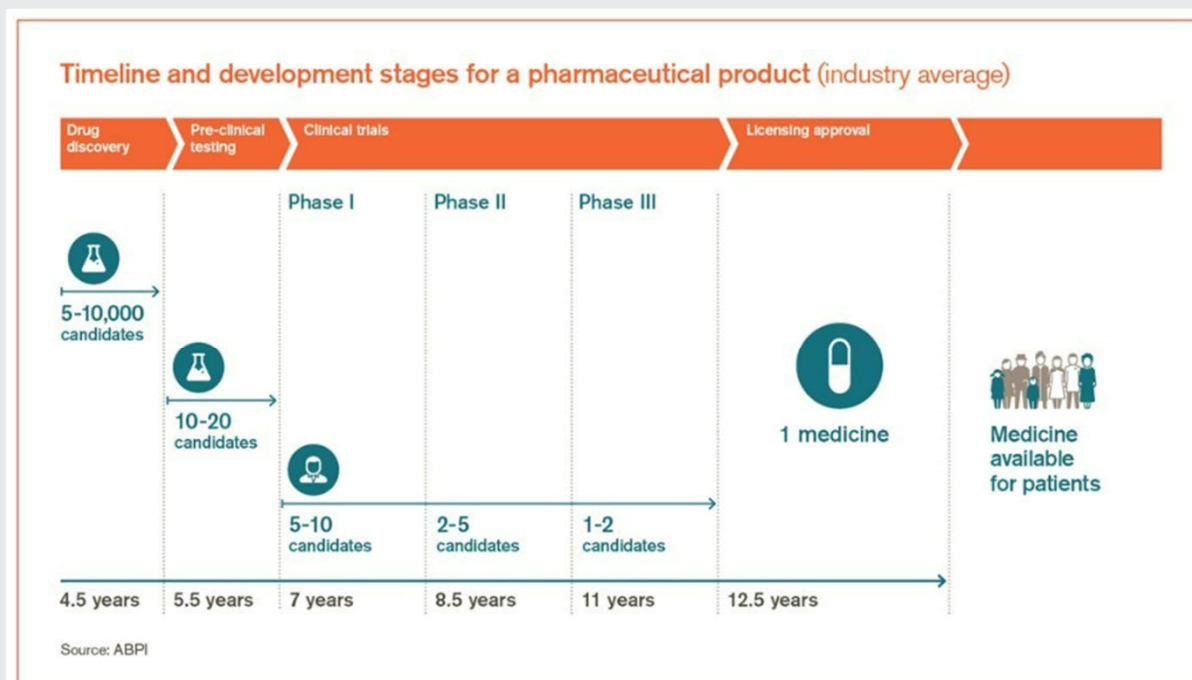 Timeline and development stages for a pharmaceutical product (industry average)
Drug
discovery
Pre-clinical
testing
Clinical trials
Licensing approval
Phase I
Phase II
Phase III
5-10,000
candidates
10-20
candidates
1 medicine
Medicine
available
for patients
5-10
candidates
2-5
candidates
1-2
candidates
4.5 years
5.5 years
7 years
8.5 years
11 years
12.5 years
Source: ABPI